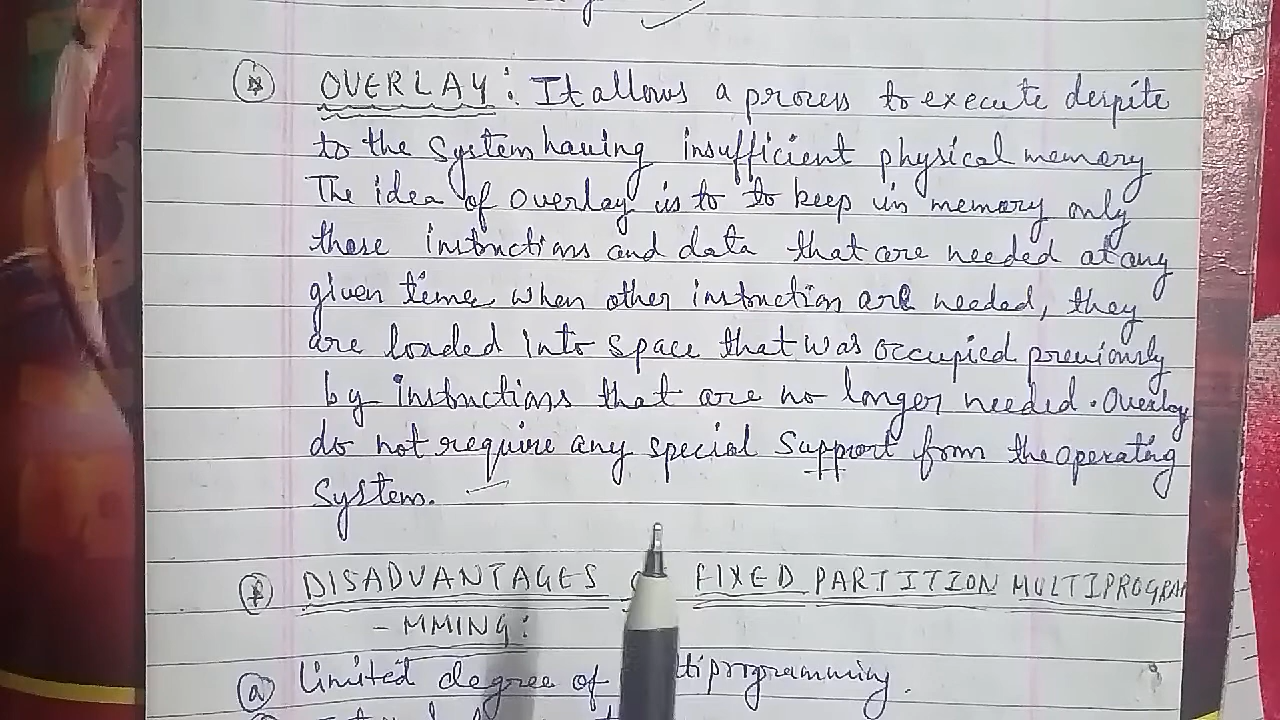 OVERLAY: It allows a process to execute despite
to the System having insufficient physical memory
The idea of overlay is to to keep in memory only
those instructions and data that are needed at any
given time when other instruction are needed, they
are loaded into space that was occupied previously
by instructions that are no longer needed. Overlay
do not require any special support from the operating
System.
DISADVANTAGES FIXED PARTITION MULTIPROGRA
- MMING:
(a) Limited degree of tiprogramming.